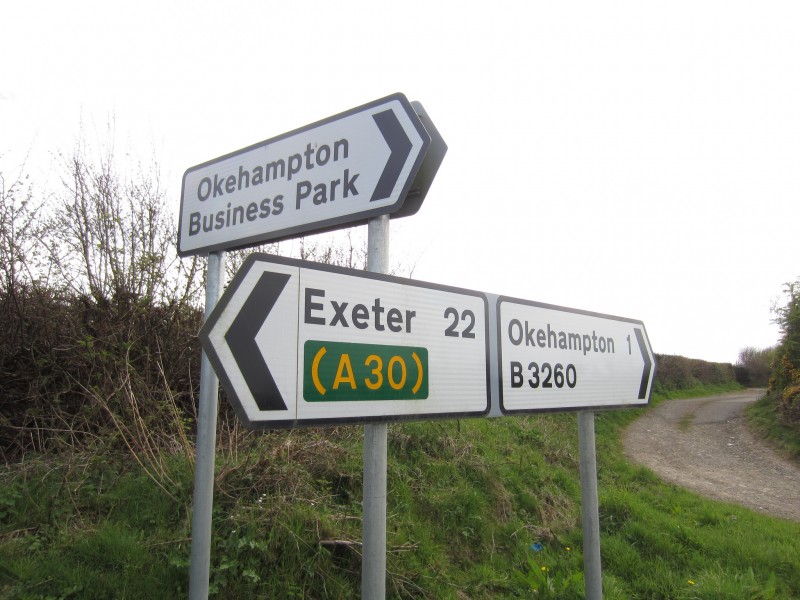 Okehampton
Business Park
Exeter 22
(A30)
Okehampton 1
B3260